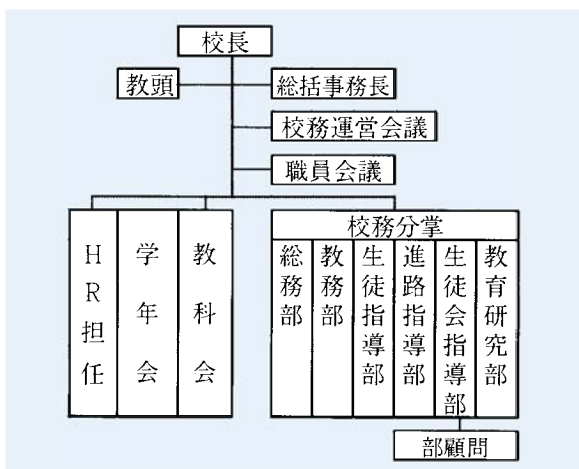 校長
教頭
総括事務長
校務運営会議
職員会議
HR担任
学年会
教科会
校務分掌
総務部
教務部
生徒指導部
進路指導部
生徒会指導部
教育研究部
部顧問